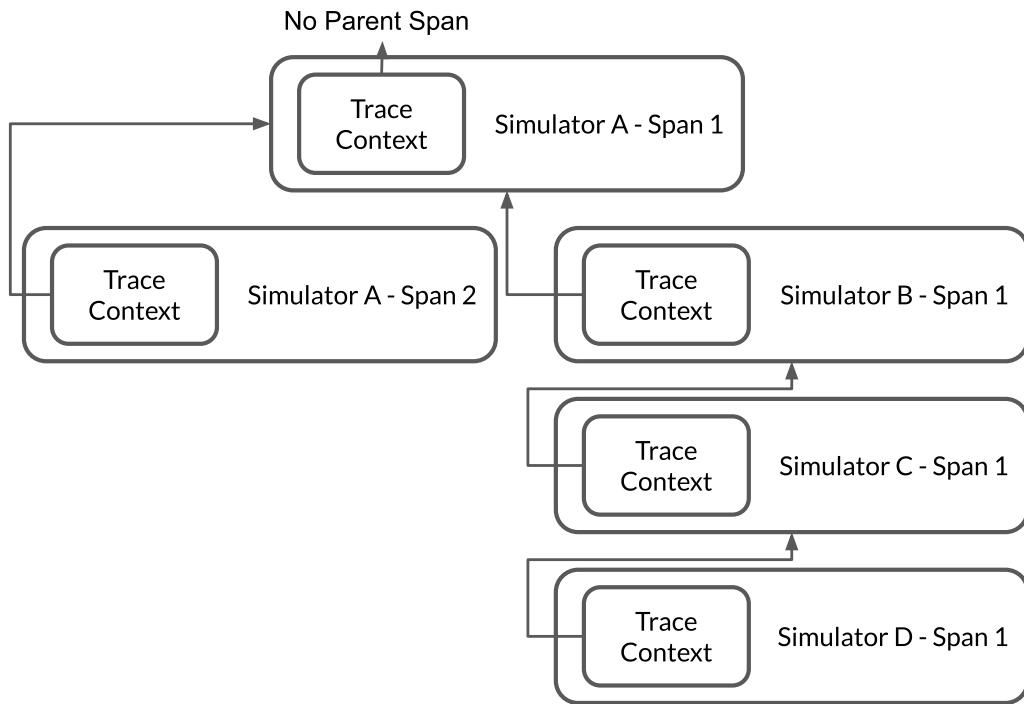 No Parent Span
Trace
Context
Simulator A - Span 1
Trace
Context
Simulator A - Span 2
Trace
Context
Simulator B - Span 1
Trace
Context
Simulator C - Span 1
Trace
Context
Simulator D - Span 1